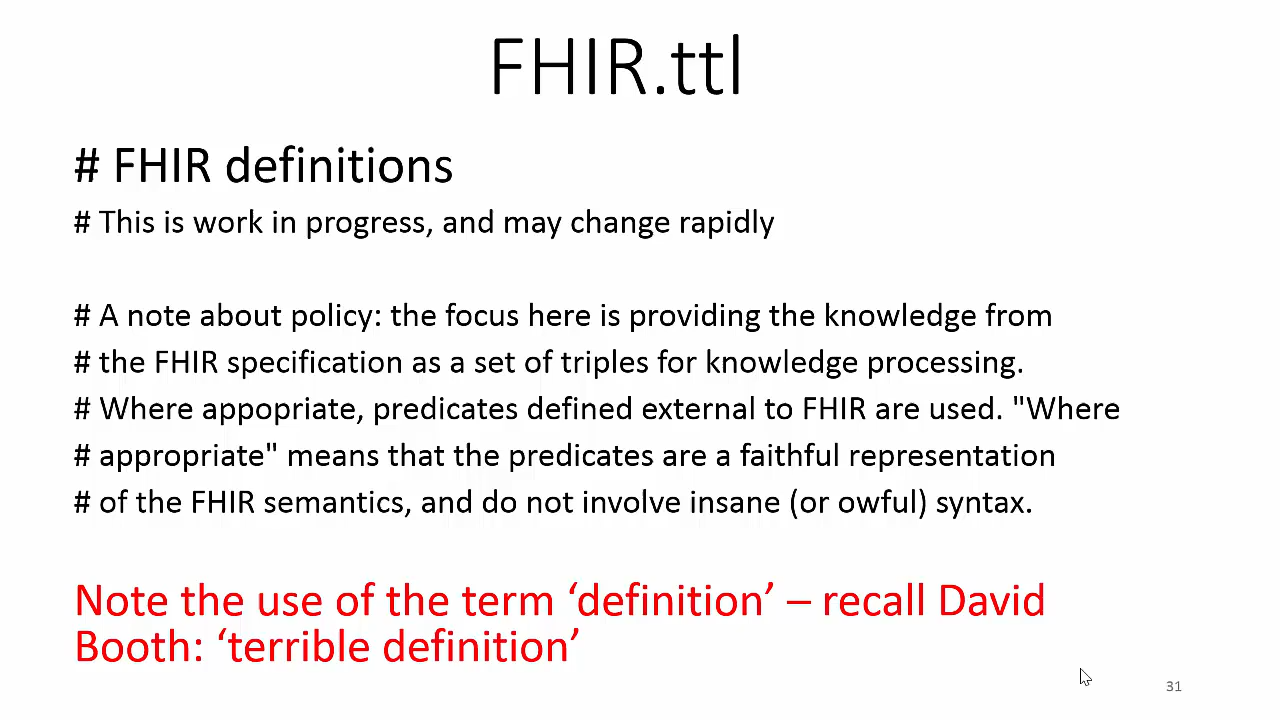 FHIR.ttl
# FHIR definitions
# This is work in progress, and may change rapidly
# A note about policy: the focus here is providing the knowledge from
# the FHIR specification as a set of triples for knowledge processing.
# Where appopriate, predicates defined external to FHIR are used. "Where
# appropriate" means that the predicates are a faithful representation
# of the FHIR semantics, and do not involve insane (or owful) syntax.
Note the use of the term ‘definition’ – recall David
Booth: ‘terrible definition’
31